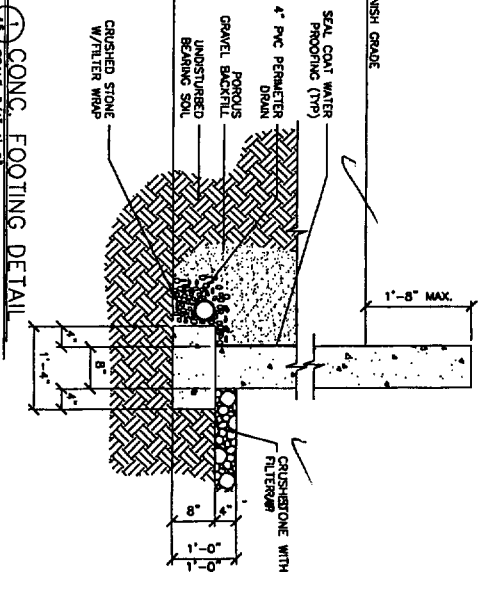 NISH GRADE
SEAL COAT WATER
PROOFING (TYP)
4" PVC PERIMETER
DRAIN
POROUS
GRAVEL BACKFILL
UNDISTURBED
BEARING SOIL
CRUSHED STONE
W/FILTER WRAP
1'-8" MAX.
CRUSHSTONE WITH
8"
4"
1'-0"
1'-0"
4"
8"
4"
1'-4"
1 CONC. FOOTING DETAIL